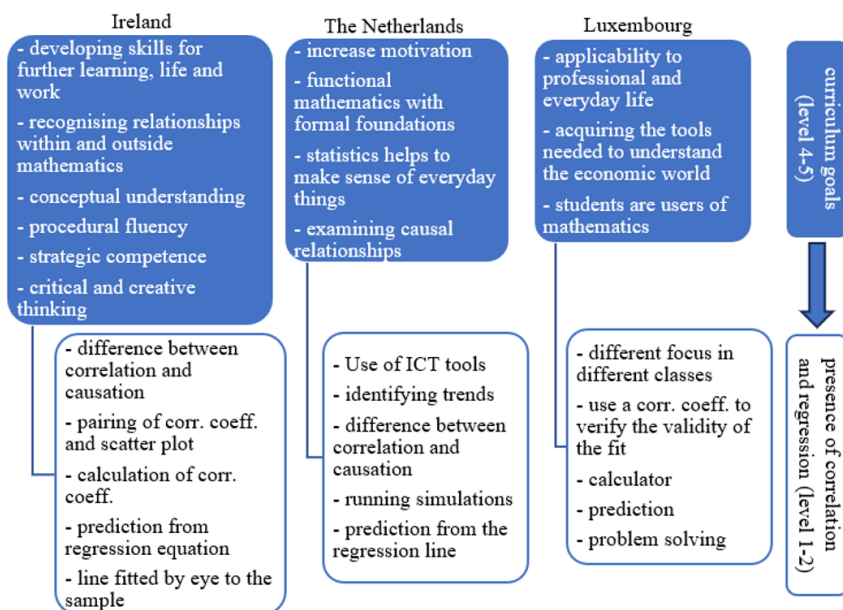 Ireland
- developing skills for
further learning, life and
work
- recognising relationships
within and outside
mathematics
- conceptual understanding
- procedural fluency
- strategic competence
- critical and creative
thinking
- difference between
correlation and
causation
- pairing of corr. coeff.
and scatter plot
- calculation of corr.
coeff.
- prediction from
regression equation
- line fitted by eye to the
sample
The Netherlands
- increase motivation
- functional
mathematics with
formal foundations
- statistics helps to
make sense of everyday
things
- examining causal
relationships
- Use of ICT tools
- identifying trends
- difference between
correlation and
causation
- running simulations
- prediction from the
regression line
Luxembourg
- applicability to
professional and
everyday life
- acquiring the tools
needed to understand
the economic world
- students are users of
mathematics
- different focus in
different classes
- use a corr. coeff. to
verify the validity of
the fit
- calculator
- prediction
- problem solving
curriculum goals
(level 4-5)
presence of correlation
and regression (level 1-2)